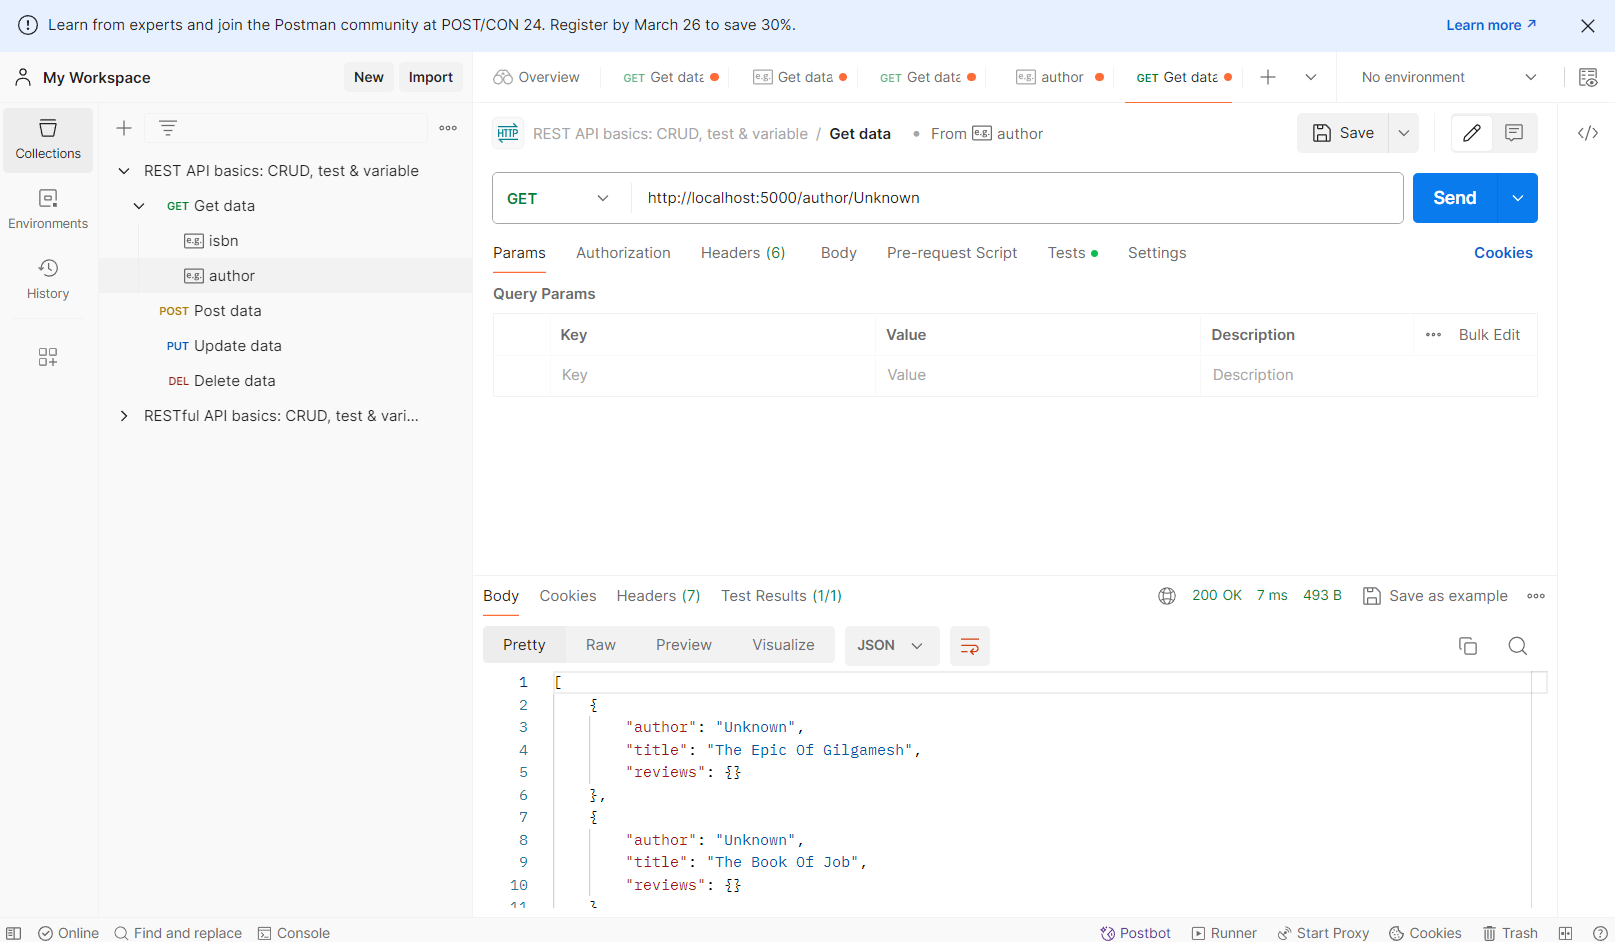 Learn from experts and join the Postman community at POST/CON 24. Register by March 26 to save 30%.
Learn more
My Workspace
New
Import
Overview
GET Get data
e.g. Get data
GET Get data
e.g. author
GET Get data
No environment
Collections
Environments
History
REST API basics: CRUD, test & variable
GET Get data
e.g. isbn
e.g. author
POST Post data
PUT Update data
DEL Delete data
RESTful API basics: CRUD, test & vari...
HTTP REST API basics: CRUD, test & variable / Get data • From e.g. author
Save
GET
http://localhost:5000/author/Unknown
Send
Params
Authorization
Headers (6)
Body
Pre-request Script
Tests
Settings
Cookies
Query Params
Key Value Description
Bulk Edit
Key Value Description
Body
Cookies
Headers (7)
Test Results (1/1)
200 OK 7 ms 493 B
Save as example
Pretty
Raw
Preview
Visualize
JSON
1 [
2 {
3 "author": "Unknown",
4 "title": "The Epic Of Gilgamesh",
5 "reviews": {}
6 },
7 {
8 "author": "Unknown",
9 "title": "The Book Of Job",
10 "reviews": {}
11 }
Online
Find and replace
Console
Postbot
Runner
Start Proxy
Cookies
Trash